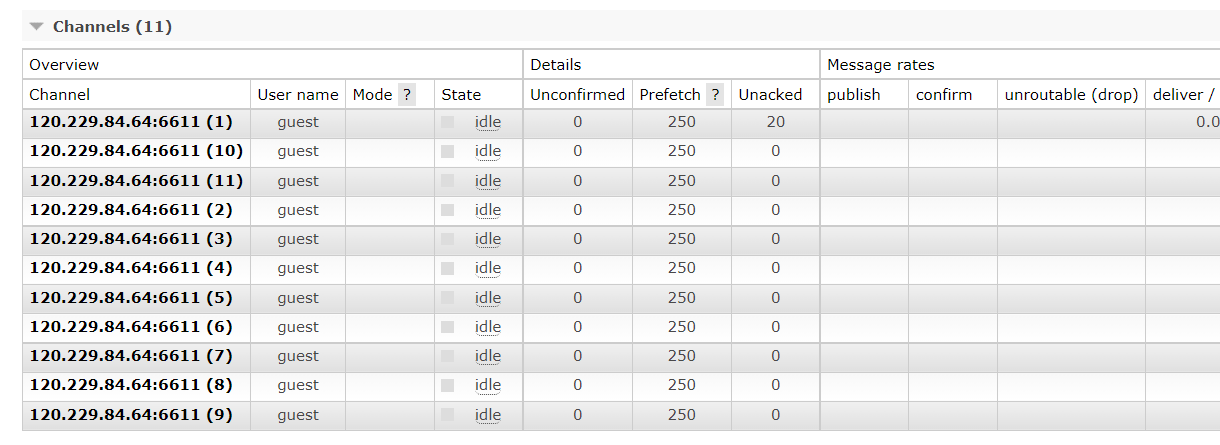 Channels (11)
Overview Details Message rates
Channel User name Mode ? State Unconfirmed Prefetch ? Unacked publish confirm unroutable (drop) deliver /
120.229.84.64:6611 (1) guest idle 0 250 20 0.0
120.229.84.64:6611 (10) guest idle 0 250 0
120.229.84.64:6611 (11) guest idle 0 250 0
120.229.84.64:6611 (2) guest idle 0 250 0
120.229.84.64:6611 (3) guest idle 0 250 0
120.229.84.64:6611 (4) guest idle 0 250 0
120.229.84.64:6611 (5) guest idle 0 250 0
120.229.84.64:6611 (6) guest idle 0 250 0
120.229.84.64:6611 (7) guest idle 0 250 0
120.229.84.64:6611 (8) guest idle 0 250 0
120.229.84.64:6611 (9) guest idle 0 250 0